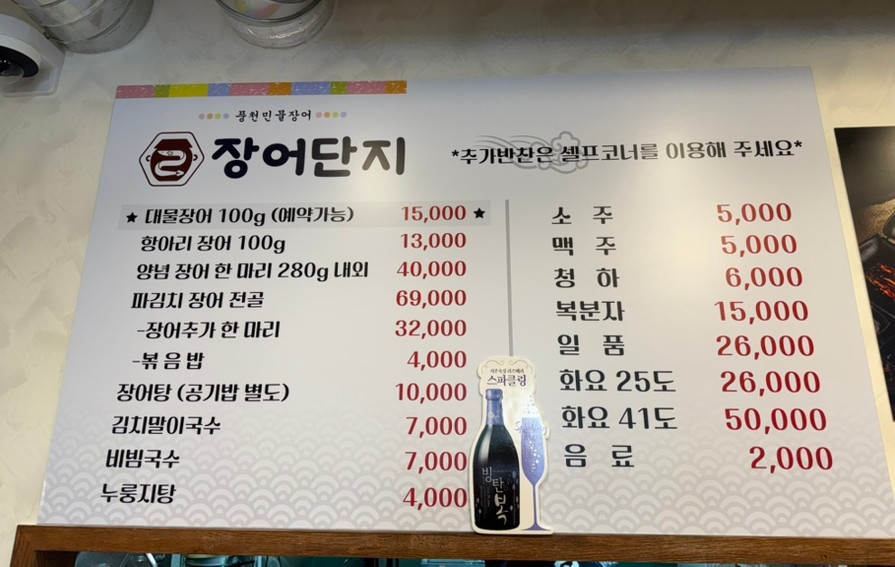 풍천민물장어
장어단지
*추가반찬은 셀프코너를 이용해 주세요*
★ 대물장어 100g (예약가능) 15,000 ★
항아리 장어 100g 13,000
양념 장어 한 마리 280g 내외 40,000
파김치 장어 전골 69,000
-장어추가 한 마리 32,000
-볶음밥 4,000
장어탕 (공기밥 별도) 10,000
김치말이국수 7,000
비빔국수 7,000
누룽지탕 4,000
소 주 5,000
맥 주 5,000
청 하 6,000
복분자 15,000
일 품 26,000
화요 25도 26,000
화요 41도 50,000
음 료 2,000
스파클링
빙탄복